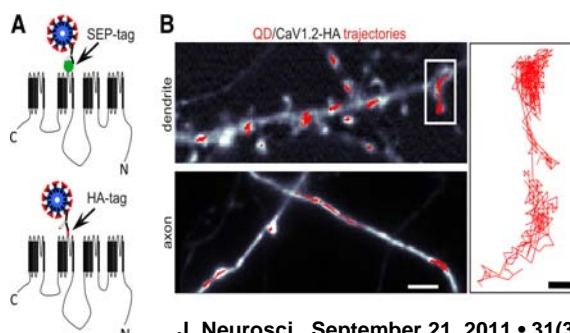 A
SEP-tag
C
N
HA-tag
C
N
B
QD/CaV1.2-HA trajectories
dendrite
axon
J. Neurosci., September 21, 2011 • 31(3